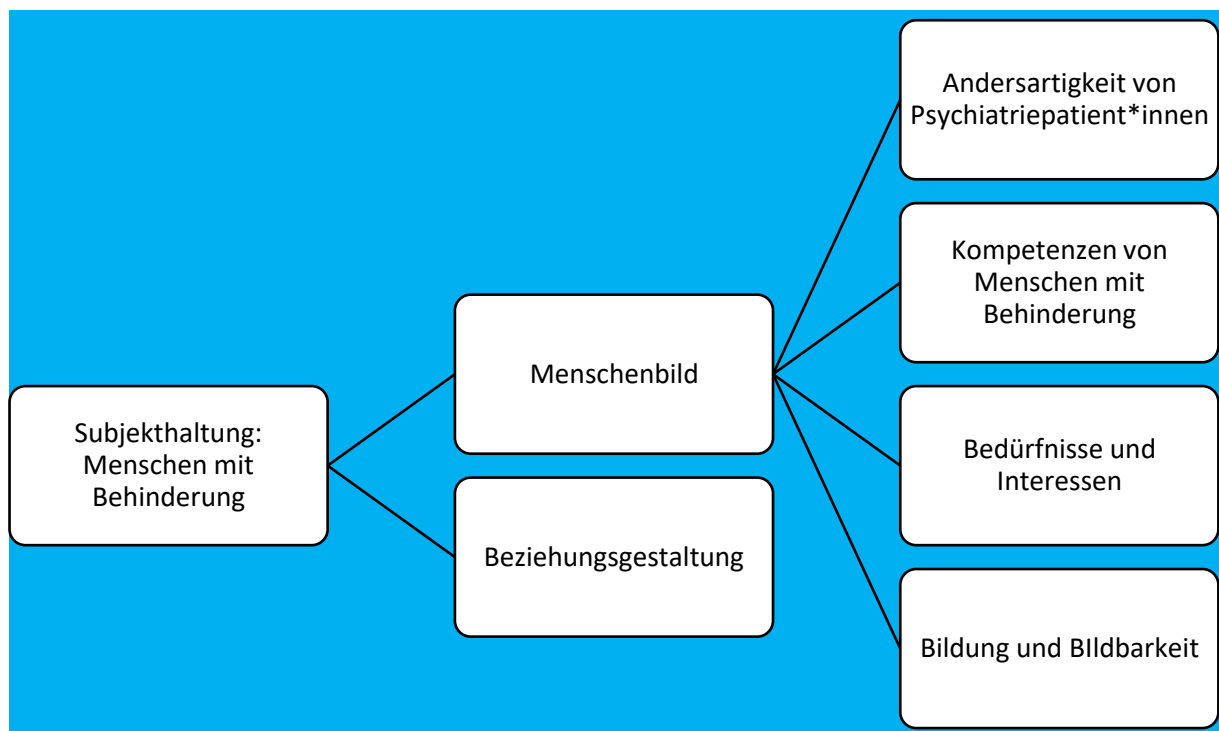 Subjekthaltung:
Menschen mit
Behinderung
Menschenbild
Beziehungsgestaltung
Andersartigkeit von
Psychiatriepatient*innen
Kompetenzen von
Menschen mit
Behinderung
Bedürfnisse und
Interessen
Bildung und BIldbarkeit